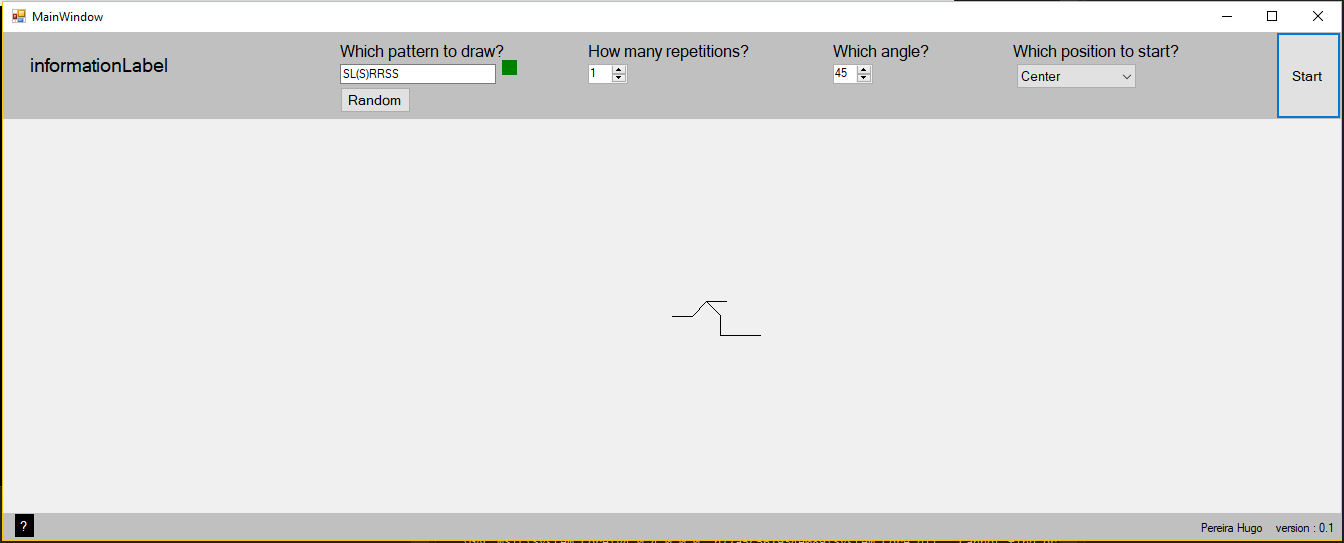 MainWindow
informationLabel
Which pattern to draw?
SL(S)RRSS
Random
How many repetitions?
1
Which angle?
45
Which position to start?
Center
Start
?
Pereira Hugo version : 0.1